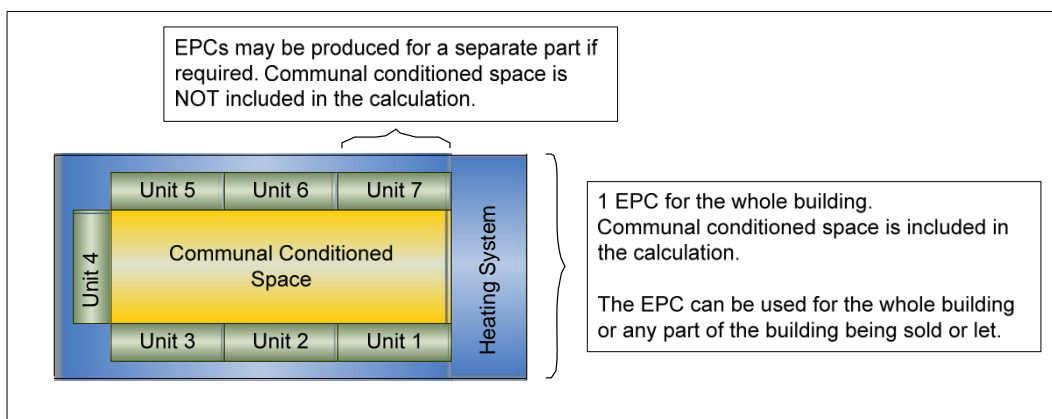 EPCs may be produced for a separate part if
required. Communal conditioned space is
NOT included in the calculation.
Unit 5
Unit 6
Unit 7
Unit 4
Communal Conditioned
Space
Heating System
Unit 3
Unit 2
Unit 1
1 EPC for the whole building.
Communal conditioned space is included in
the calculation.
The EPC can be used for the whole building
or any part of the building being sold or let.